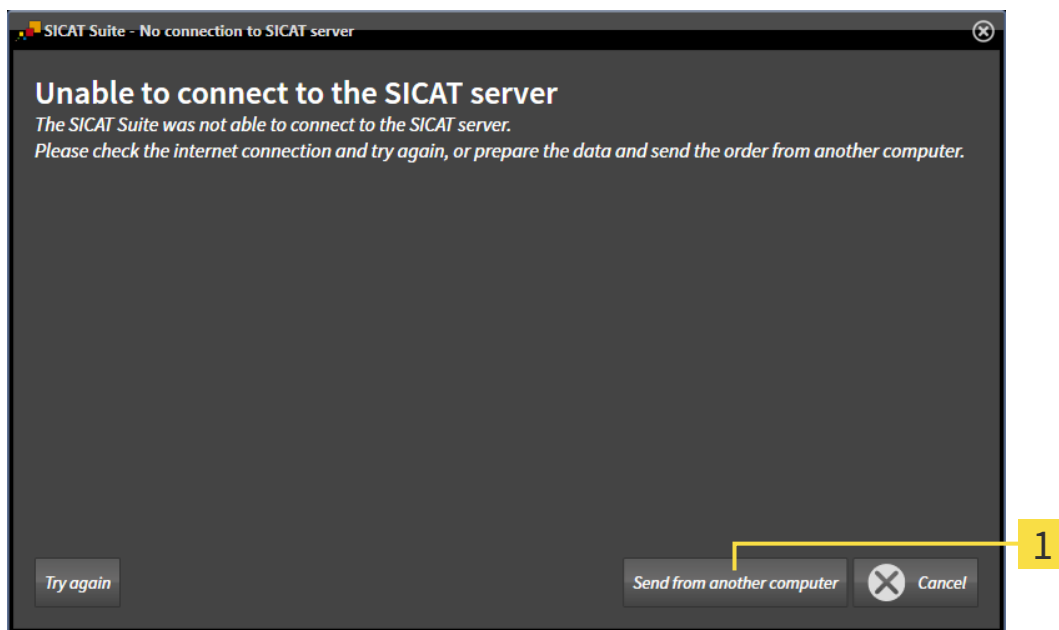 SICAT Suite - No connection to SICAT server
Unable to connect to the SICAT server
The SICAT Suite was not able to connect to the SICAT server.
Please check the internet connection and try again, or prepare the data and send the order from another computer.
1
Try again
Send from another computer
Cancel